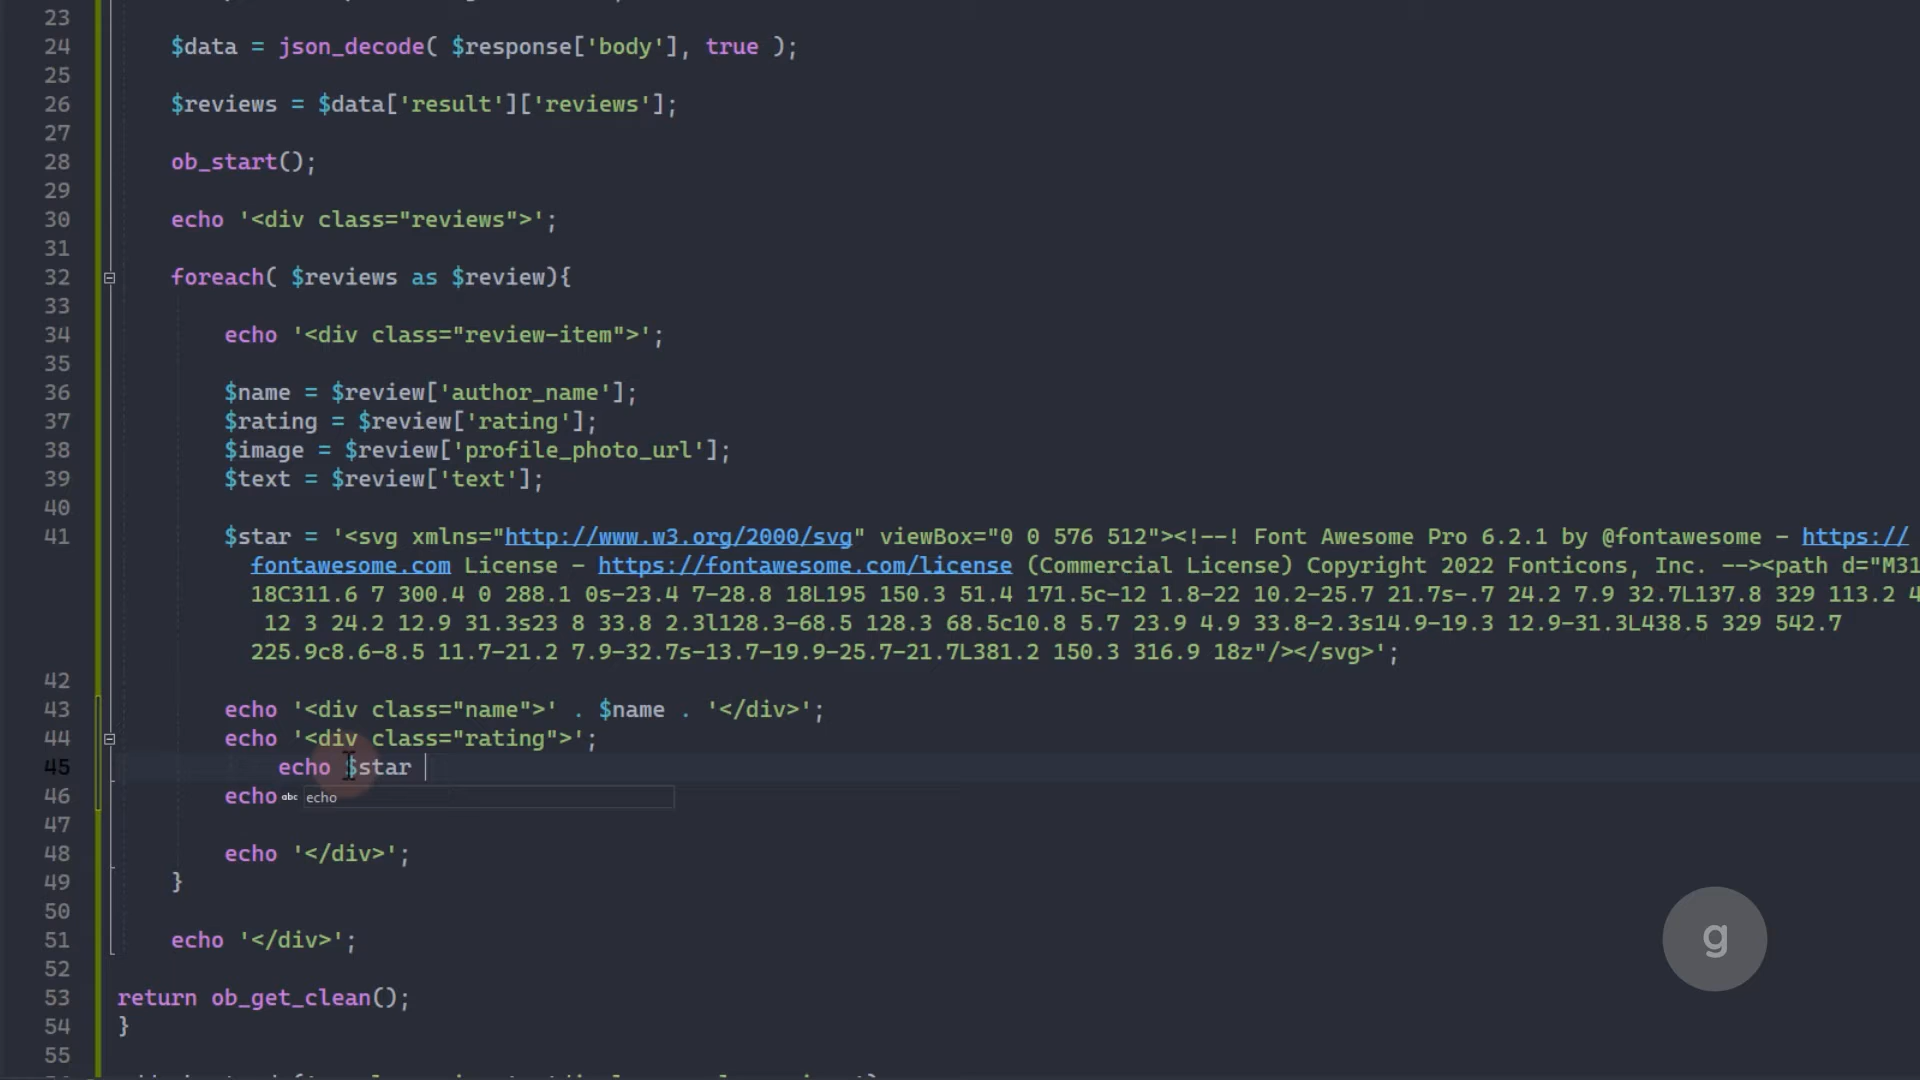 23
24 $data = json_decode( $response['body'], true );
25
26 $reviews = $data['result']['reviews'];
27
28 ob_start();
29
30 echo '<div class="reviews">';
31
32 foreach( $reviews as $review){
33
34 echo '<div class="review-item">';
35
36 $name = $review['author_name'];
37 $rating = $review['rating'];
38 $image = $review['profile_photo_url'];
39 $text = $review['text'];
40
41 $star = '<svg xmlns="http://www.w3.org/2000/svg" viewBox="0 0 576 512"><!--! Font Awesome Pro 6.2.1 by @fontawesome - https://
fontawesome.com License - https://fontawesome.com/license (Commercial License) Copyright 2022 Fonticons, Inc. --><path d="M31
18C311.6 7 300.4 0 288.1 0s-23.4 7-28.8 18L195 150.3 51.4 171.5c-12 1.8-22 10.2-25.7 21.7s-.7 24.2 7.9 32.7L137.8 329 113.2 4
12 3 24.2 12.9 31.3s23 8 33.8 2.3l128.3-68.5 128.3 68.5c10.8 5.7 23.9 4.9 33.8-2.3s14.9-19.3 12.9-31.3L438.5 329 542.7
225.9c8.6-8.5 11.7-21.2 7.9-32.7s-13.7-19.9-25.7-21.7L381.2 150.3 316.9 18z"/></svg>';
42
43 echo '<div class="name">' . $name . '</div>';
44 echo '<div class="rating">';
45 echo $star
46 echo abc echo
47
48 echo '</div>';
49 }
50
51 echo '</div>';
52
53 return ob_get_clean();
54 }
55
g